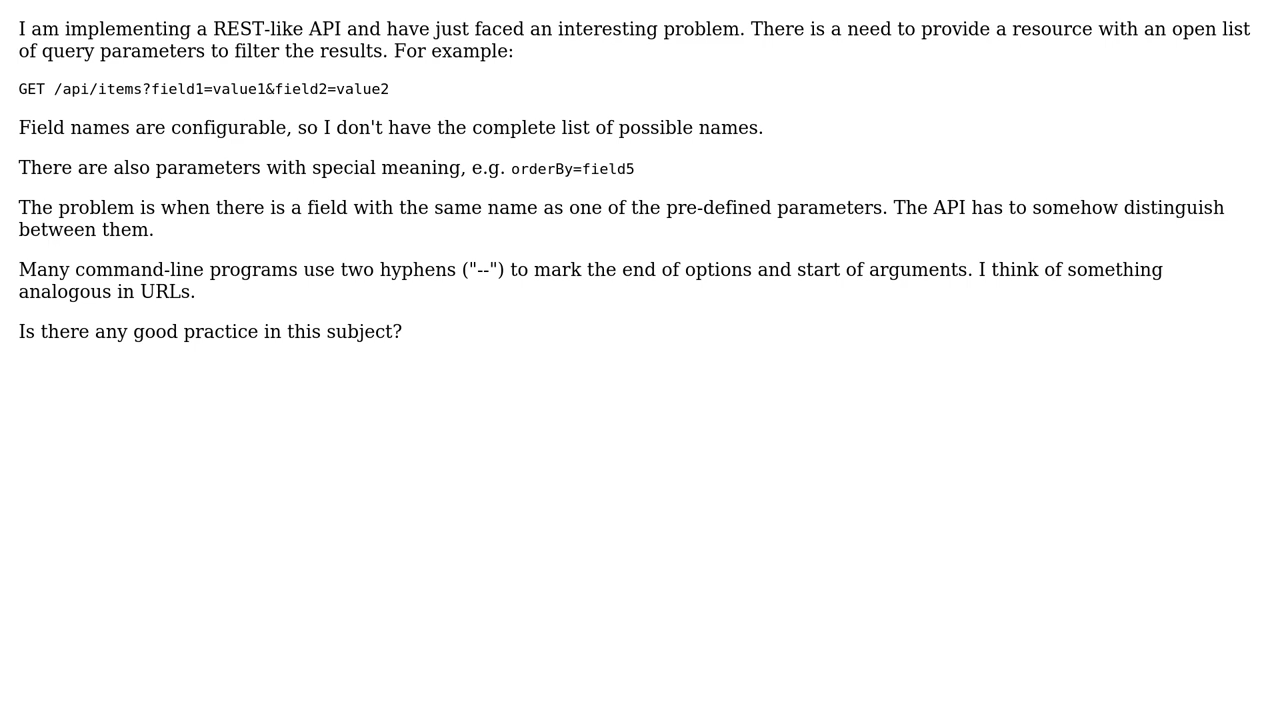 I am implementing a REST-like API and have just faced an interesting problem. There is a need to provide a resource with an open list
of query parameters to filter the results. For example:
GET /api/items?field1=value1&field2=value2
Field names are configurable, so I don't have the complete list of possible names.
There are also parameters with special meaning, e.g. orderBy=field5
The problem is when there is a field with the same name as one of the pre-defined parameters. The API has to somehow distinguish
between them.
Many command-line programs use two hyphens ("--") to mark the end of options and start of arguments. I think of something
analogous in URLs.
Is there any good practice in this subject?